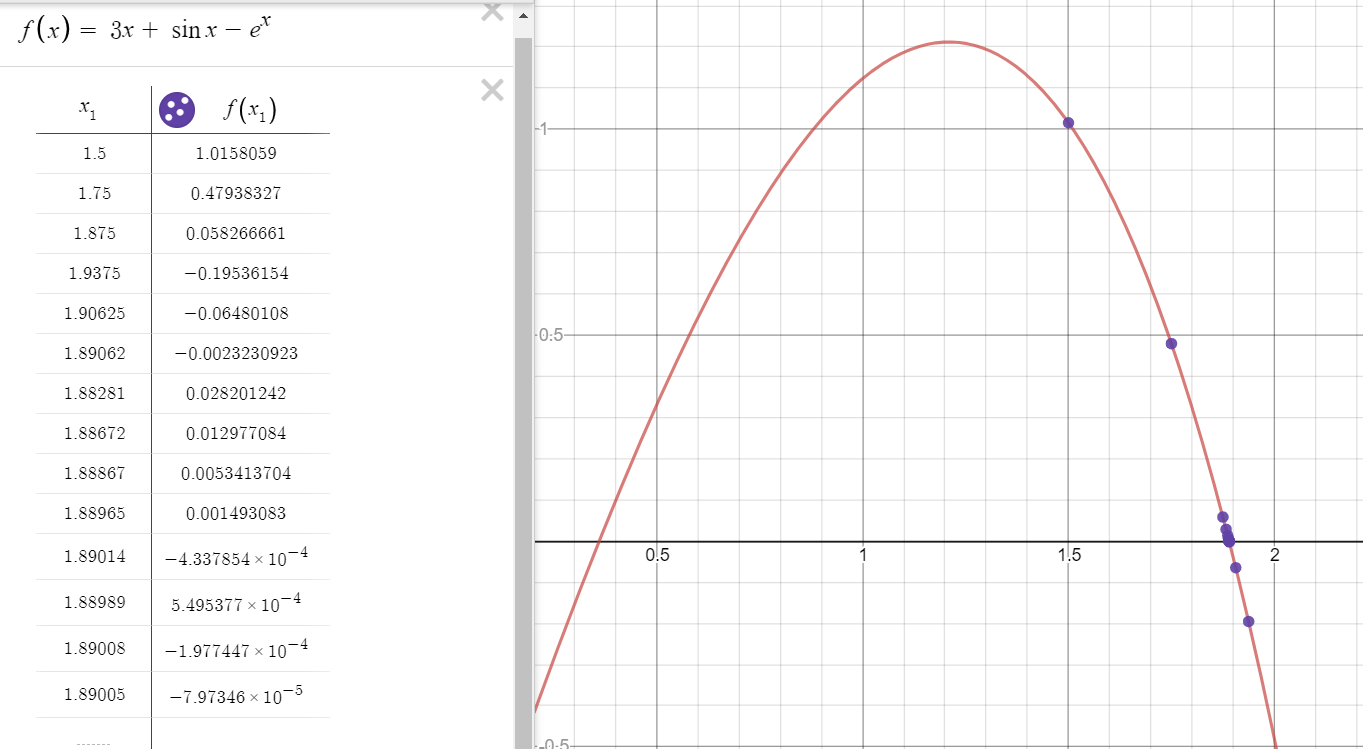 f(x) = 3x + sin x − eˣ
x₁ f(x₁)
1.5 1.0158059
1.75 0.47938327
1.875 0.058266661
1.9375 −0.19536154
1.90625 −0.06480108
1.89062 −0.0023230923
1.88281 0.028201242
1.88672 0.012977084
1.88867 0.0053413704
1.88965 0.001493083
1.89014 −4.337854 × 10⁻⁴
1.88989 5.495377 × 10⁻⁴
1.89008 −1.977447 × 10⁻⁴
1.89005 −7.97346 × 10⁻⁵
1
0.5
0.5 1 1.5 2
-0.5